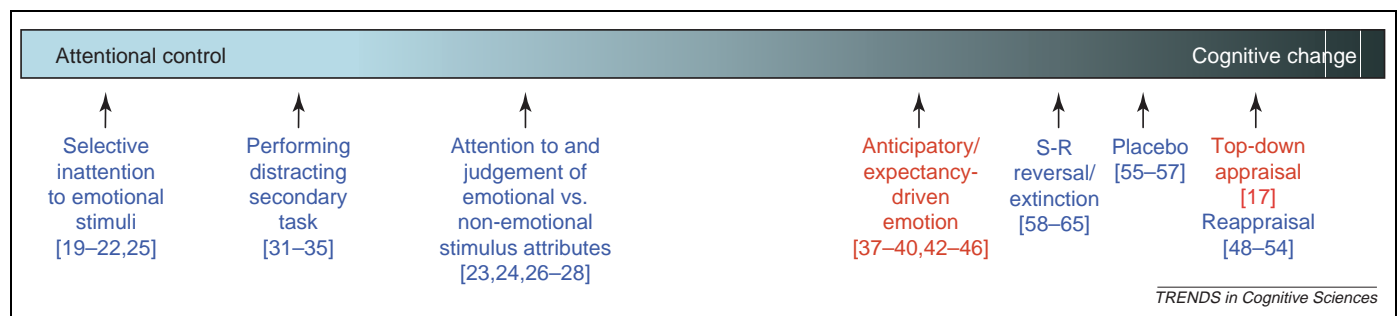 Attentional control
Cognitive change
Selective
inattention
to emotional
stimuli
[19–22,25]
Performing
distracting
secondary
task
[31–35]
Attention to and
judgement of
emotional vs.
non-emotional
stimulus attributes
[23,24,26–28]
Anticipatory/
expectancy-
driven
emotion
[37–40,42–46]
S-R
reversal/
extinction
[58–65]
Placebo
[55–57]
Top-down
appraisal
[17]
Reappraisal
[48–54]
TRENDS in Cognitive Sciences